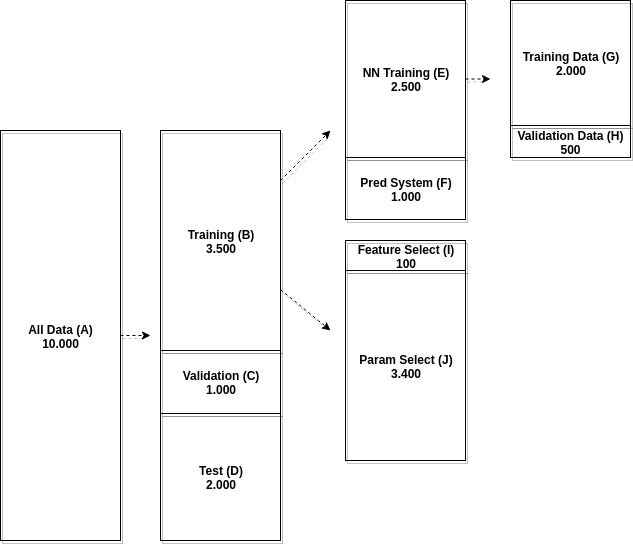 All Data (A)
10.000
Training (B)
3.500
Validation (C)
1.000
Test (D)
2.000
NN Training (E)
2.500
Pred System (F)
1.000
Feature Select (I)
100
Param Select (J)
3.400
Training Data (G)
2.000
Validation Data (H)
500